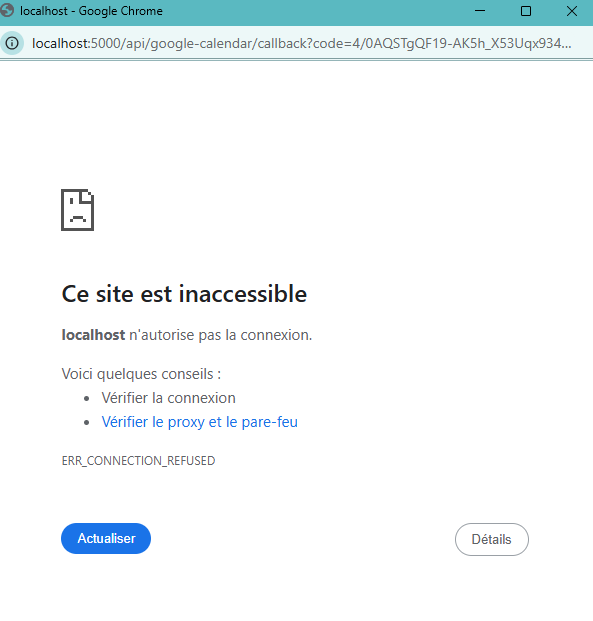 localhost - Google Chrome
localhost:5000/api/google-calendar/callback?code=4/0AQSTgQF19-AK5h_X53Uqx934...
Ce site est inaccessible
localhost n'autorise pas la connexion.
Voici quelques conseils :
• Vérifier la connexion
• Vérifier le proxy et le pare-feu
ERR_CONNECTION_REFUSED
Actualiser
Détails